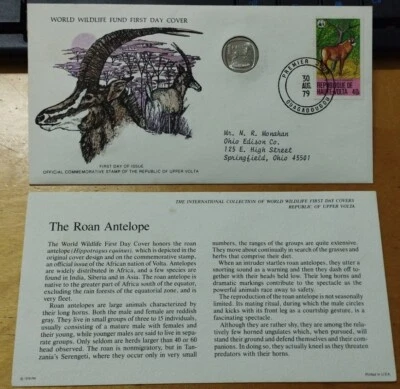 WORLD WILDLIFE FUND FIRST DAY COVER
PREMIER
30
AUG
79
OUAGADOUGOU
REPUBLIQUE DE
HAUTE-VOLTA
Mr. N. R. Monahan
Ohio Edison Co.
125 E. High Street
Springfield, Ohio 45501
FIRST DAY OF ISSUE
OFFICIAL COMMEMORATIVE STAMP OF THE REPUBLIC OF UPPER VOLTA
THE INTERNATIONAL COLLECTION OF WORLD WILDLIFE FIRST DAY COVERS
REPUBLIC OF UPPER VOLTA
The Roan Antelope
The World Wildlife First Day Cover honors the roan
antelope (Hippotragus equinus), which is depicted in the
original cover design and on the commemorative stamp,
an official issue of the African nation of Volta. Antelopes
are widely distributed in Africa, and a few species are
found in India, Siberia and in Asia. The roan antelope is
native to the greater part of Africa south of the equator,
excluding the rain forests of the equatorial zone, and is
very fleet.
Roan antelopes are large animals characterized by
their long horns. Both the male and female are reddish
gray. They live in small groups of three to 15 individuals,
usually consisting of a mature male with females and
their young, while younger males are said to live in sepa-
rate groups. Only seldom are herds larger than 40 or 60
head observed. The roan is nonmigratory, but in Tan-
zania's Serengeti, where they occur only in very small
numbers, the ranges of the groups are quite extensive.
They move about continually in search of the grasses and
herbs that comprise their diet.
When an intruder startles roan antelopes, they utter a
snorting sound as a warning and then they dash off to-
gether with their heads held low. Their long horns and
dramatic markings contribute to the spectacle as the
powerful animals race away to safety.
The reproduction of the roan antelope is not seasonally
limited. Its mating ritual, during which the male circles
and kicks with its front leg as a courtship gesture, is a
fascinating spectacle.
Although they are rather shy, they are among the rela-
tively few horned ungulates which, when pursued, will
stand their ground and defend themselves and their com-
panions. In doing so, they actually kneel as they threaten
predators with their horns.
Printed in U.S.A.